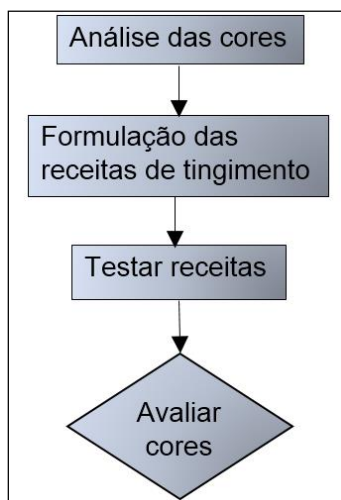 Análise das cores
Formulação das
receitas de tingimento
Testar receitas
Avaliar
cores